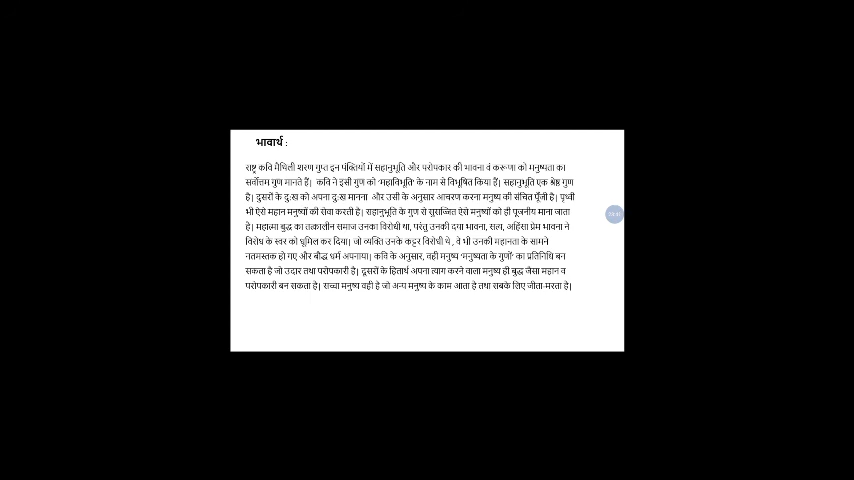 भावार्थ :
राष्ट्र कवि मैथिली शरण गुप्त इन पंक्तियों में सहानुभूति और परोपकार की भावना वं करूणा को मनुष्यता का
सर्वोत्तम गुण मानते हैं| कवि ने इसी गुण को 'महाविभूति' के नाम से विभूषित किया हैं| सहानुभूति एक श्रेष्ठ गुण
है| दुसरों के दु:ख को अपना दु:ख मानना और उसी के अनुसार आचरण करना मनुष्य की संचित पूँजी है| पृथ्वी
भी ऐसे महान मनुष्यों की सेवा करती है| सहानुभूति के गुण से सुसज्जित ऐसे मनुष्यों को ही पूजनीय माना जाता
है| महात्मा बुद्ध का तत्कालीन समाज उनका विरोधी था, परंतु उनकी दया भावना, सत्य, अहिंसा प्रेम भावना ने
विरोध के स्वर को धूमिल कर दिया| जो व्यक्ति उनके कट्टर विरोधी थे , वे भी उनकी महानता के सामने
नतमस्तक हो गए और बौद्ध धर्म अपनाया| कवि के अनुसार, वही मनुष्य 'मनुष्यता के गुणों' का प्रतिनिधि बन
सकता है जो उदार तथा परोपकारी है| दूसरों के हितार्थ अपना त्याग करने वाला मनुष्य ही बुद्ध जैसा महान व
परोपकारी बन सकता है| सच्चा मनुष्य वही है जो अन्य मनुष्य के काम आता है तथा सबके लिए जीता-मरता है|